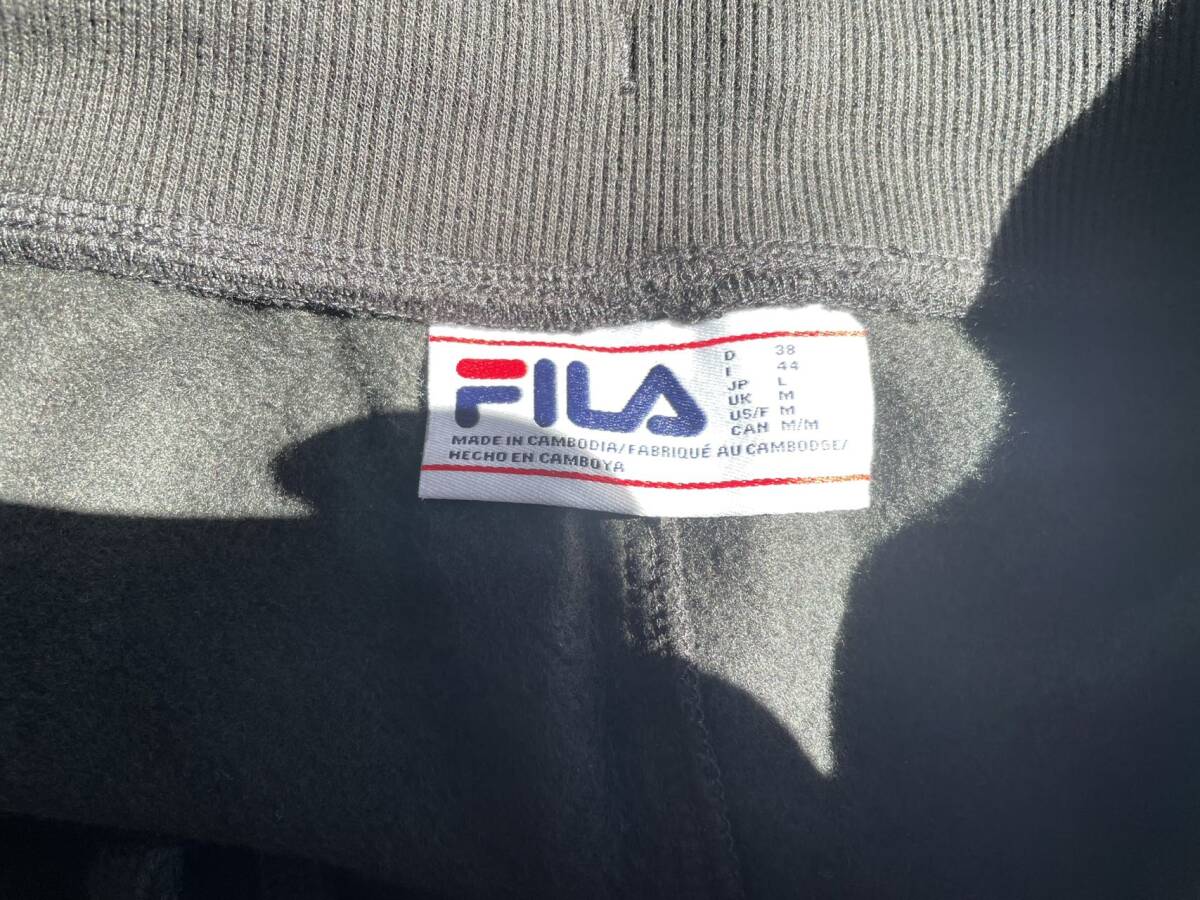 FILA
D 38
I 44
JP L
UK M
US/F M
CAN M/M
MADE IN CAMBODIA/FABRIQUÉ AU CAMBODGE/
HECHO EN CAMBOYA